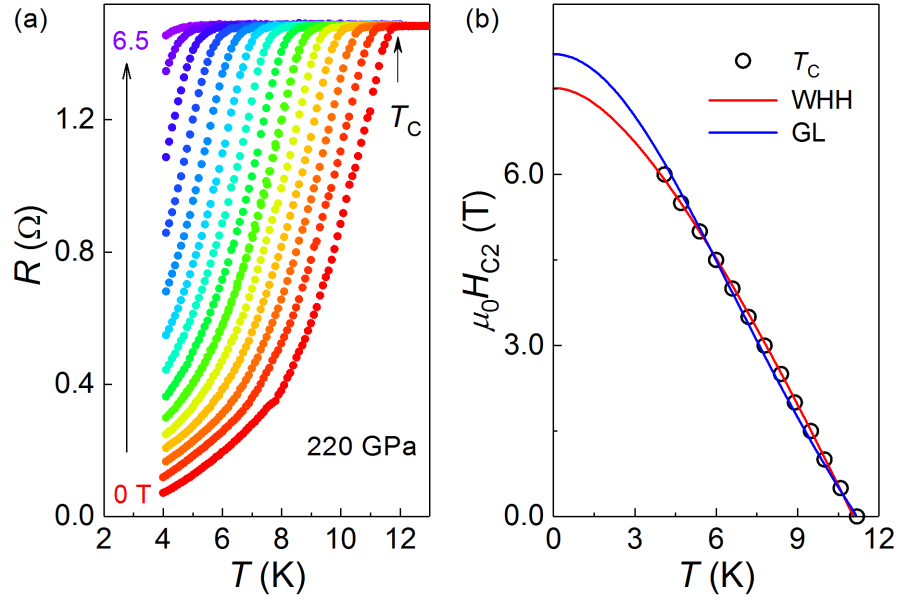 (a)
6.5
T_C
220 GPa
0 T
R (Ω)
1.2
0.8
0.4
0.0
2 4 6 8 10 12
T (K)
(b)
T_C
WHH
GL
μ₀H_C2 (T)
6.0
3.0
0.0
0 3 6 9 12
T (K)